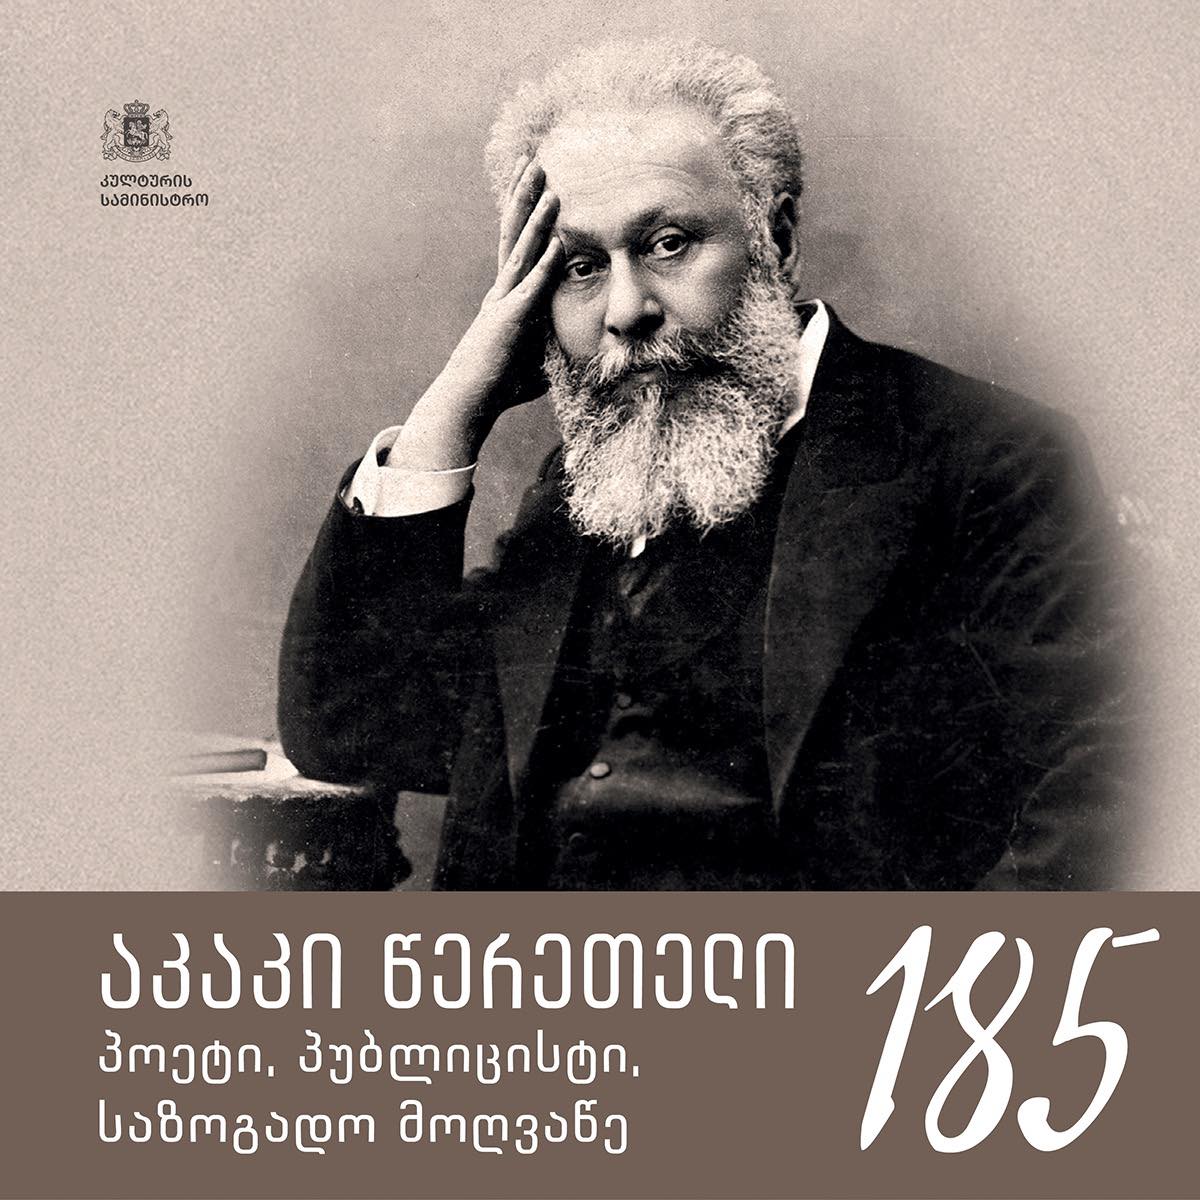 კულტურის
სამინისტრო
აკაკი წერეთელი
პოეტი, პუბლიცისტი,
საზოგადო მოღვაწე
185